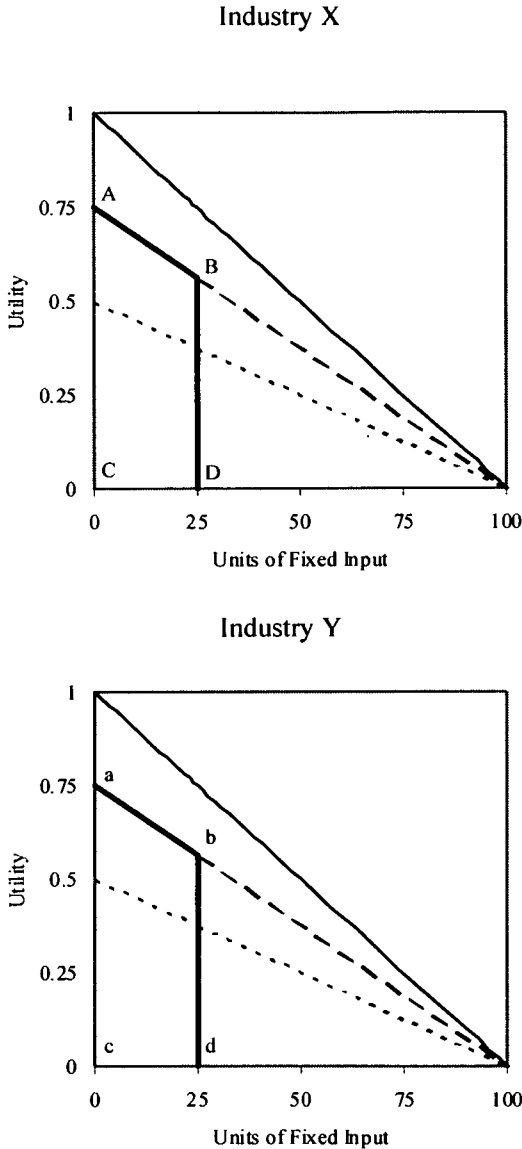 Industry X
1
A
0.75
B
0.5
Utility
0.25
C
D
0
0 25 50 75 100
Units of Fixed Input
Industry Y
1
a
0.75
b
0.5
Utility
0.25
c
d
0
0 25 50 75 100
Units of Fixed Input